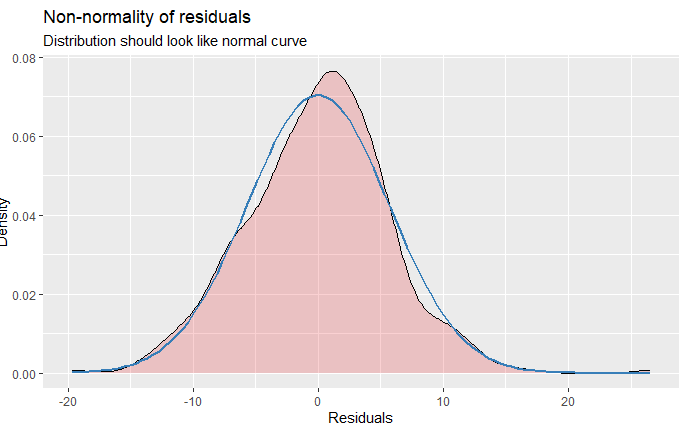 Non-normality of residuals
Distribution should look like normal curve
0.08
0.06
0.04
0.02
0.00
Density
-20
-10
0
10
20
Residuals